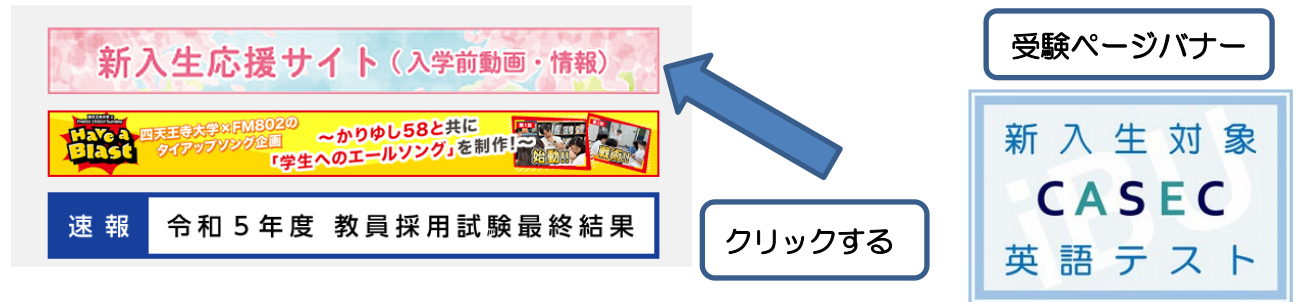 新入生応援サイト（入学前動画・情報）
Have a
Blast
四天王寺大学×FM802の
タイアップソング企画
～かりゆし58と共に
「学生へのエールソング」を制作!～
始動!!
速報 令和5年度 教員採用試験最終結果
クリックする
受験ページバナー
新入生対象
CASEC
英語テスト
iBU